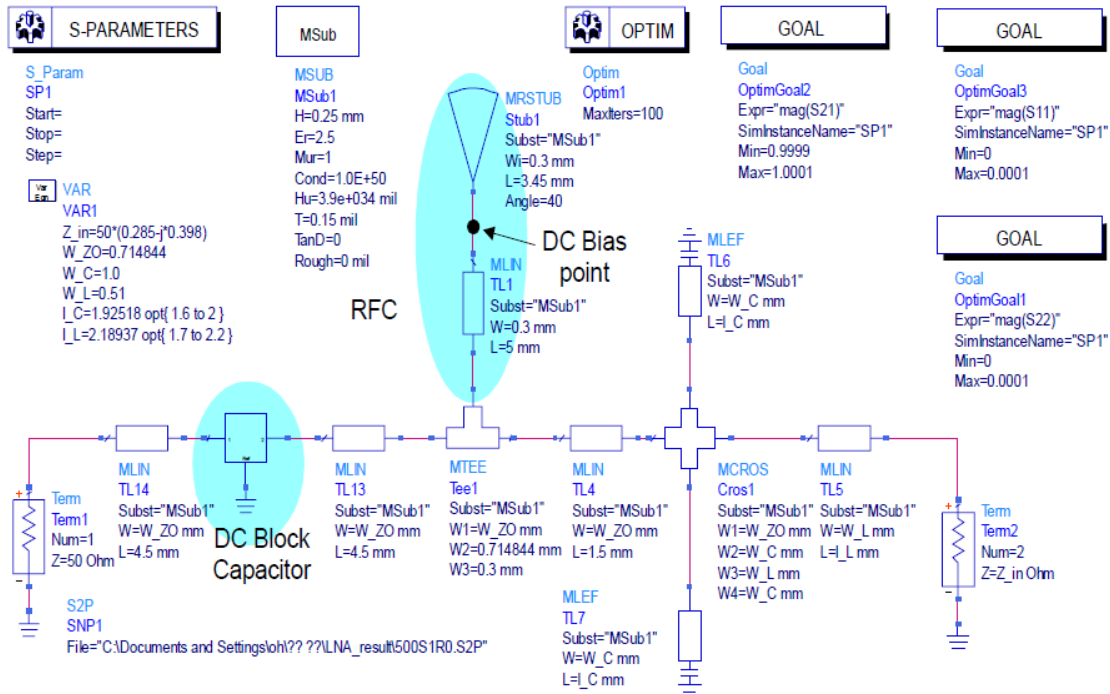 S-PARAMETERS
S_Param
SP1
Start=
Stop=
Step=
Var
Eqn
VAR
VAR1
Z_in=50*(0.285-j*0.398)
W_ZO=0.714844
W_C=1.0
W_L=0.51
l_C=1.92518 opt{ 1.6 to 2 }
l_L=2.18937 opt{ 1.7 to 2.2 }
MSub
MSUB
MSub1
H=0.25 mm
Er=2.5
Mur=1
Cond=1.0E+50
Hu=3.9e+034 mil
T=0.15 mil
TanD=0
Rough=0 mil
RFC
MRSTUB
Stub1
Subst="MSub1"
Wi=0.3 mm
L=3.45 mm
Angle=40
DC Bias
point
MLIN
TL1
Subst="MSub1"
W=0.3 mm
L=5 mm
OPTIM
Optim
Optim1
MaxIters=100
GOAL
Goal
OptimGoal2
Expr="mag(S21)"
SimInstanceName="SP1"
Min=0.9999
Max=1.0001
GOAL
Goal
OptimGoal3
Expr="mag(S11)"
SimInstanceName="SP1"
Min=0
Max=0.0001
GOAL
Goal
OptimGoal1
Expr="mag(S22)"
SimInstanceName="SP1"
Min=0
Max=0.0001
MLEF
TL6
Subst="MSub1"
W=W_C mm
L=l_C mm
Term
Term1
Num=1
Z=50 Ohm
MLIN
TL14
Subst="MSub1"
W=W_ZO mm
L=4.5 mm
1
2
Ref
DC Block
Capacitor
S2P
SNP1
File="C:\Documents and Settings\oh\?? ??\LNA_result\500S1R0.S2P"
MLIN
TL13
Subst="MSub1"
W=W_ZO mm
L=4.5 mm
MTEE
Tee1
Subst="MSub1"
W1=W_ZO mm
W2=0.714844 mm
W3=0.3 mm
MLIN
TL4
Subst="MSub1"
W=W_ZO mm
L=1.5 mm
MLEF
TL7
Subst="MSub1"
W=W_C mm
L=l_C mm
MCROS
Cros1
Subst="MSub1"
W1=W_ZO mm
W2=W_C mm
W3=W_L mm
W4=W_C mm
MLIN
TL5
Subst="MSub1"
W=W_L mm
L=l_L mm
Term
Term2
Num=2
Z=Z_in Ohm